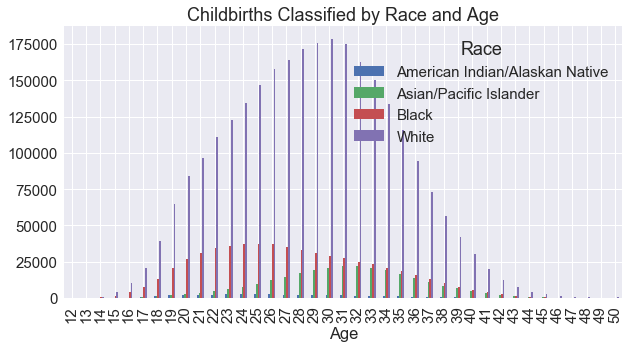 Childbirths Classified by Race and Age
175000
150000
125000
100000
75000
50000
25000
0
Race
American Indian/Alaskan Native
Asian/Pacific Islander
Black
White
12 13 14 15 16 17 18 19 20 21 22 23 24 25 26 27 28 29 30 31 32 33 34 35 36 37 38 39 40 41 42 43 44 45 46 47 48 49 50
Age